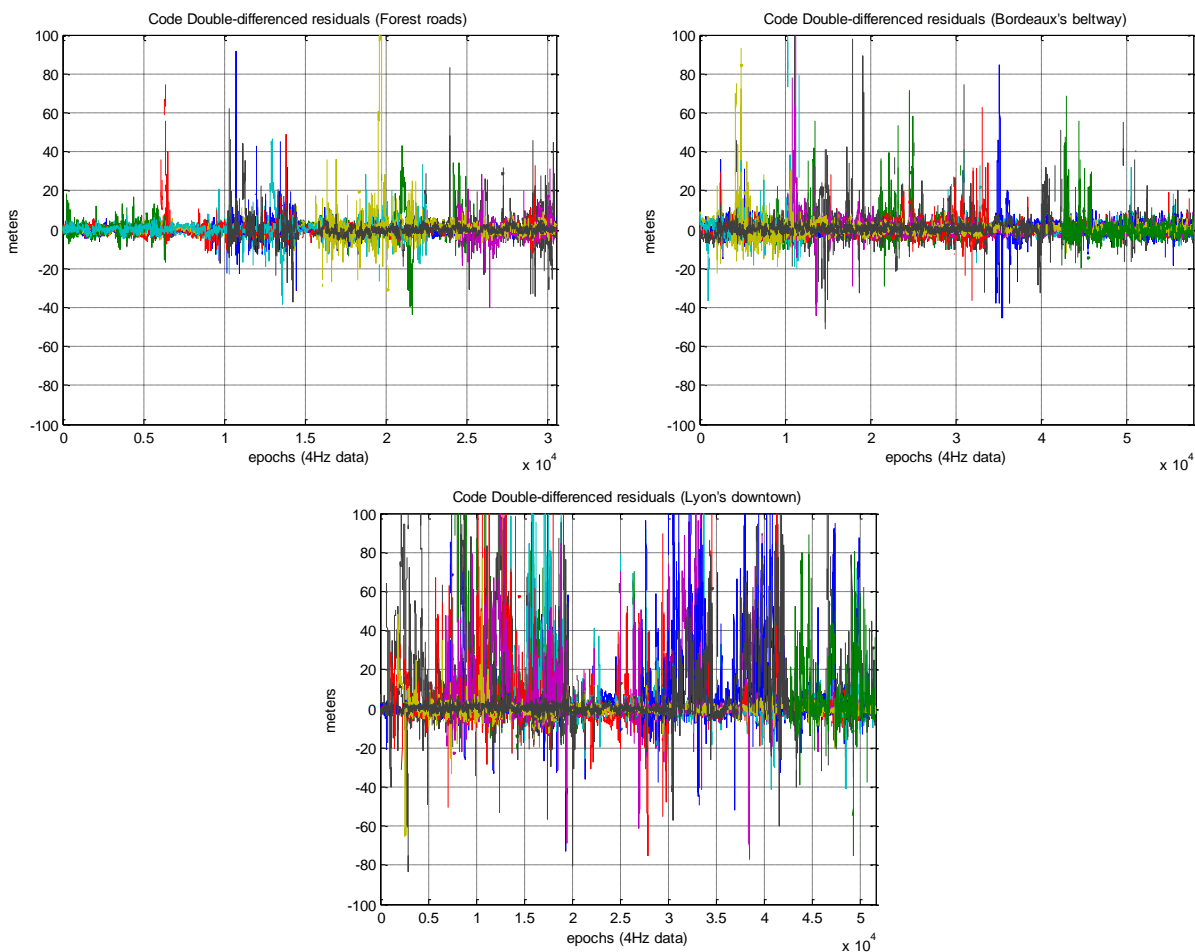 Code Double-differenced residuals (Forest roads)
100
80
60
40
20
0
-20
-40
-60
-80
-100
meters
0 0.5 1 1.5 2 2.5 3
epochs (4Hz data)
x 10^4
Code Double-differenced residuals (Bordeaux's beltway)
100
80
60
40
20
0
-20
-40
-60
-80
-100
meters
0 1 2 3 4 5
epochs (4Hz data)
x 10^4
Code Double-differenced residuals (Lyon's downtown)
100
80
60
40
20
0
-20
-40
-60
-80
-100
meters
0 0.5 1 1.5 2 2.5 3 3.5 4 4.5 5
epochs (4Hz data)
x 10^4